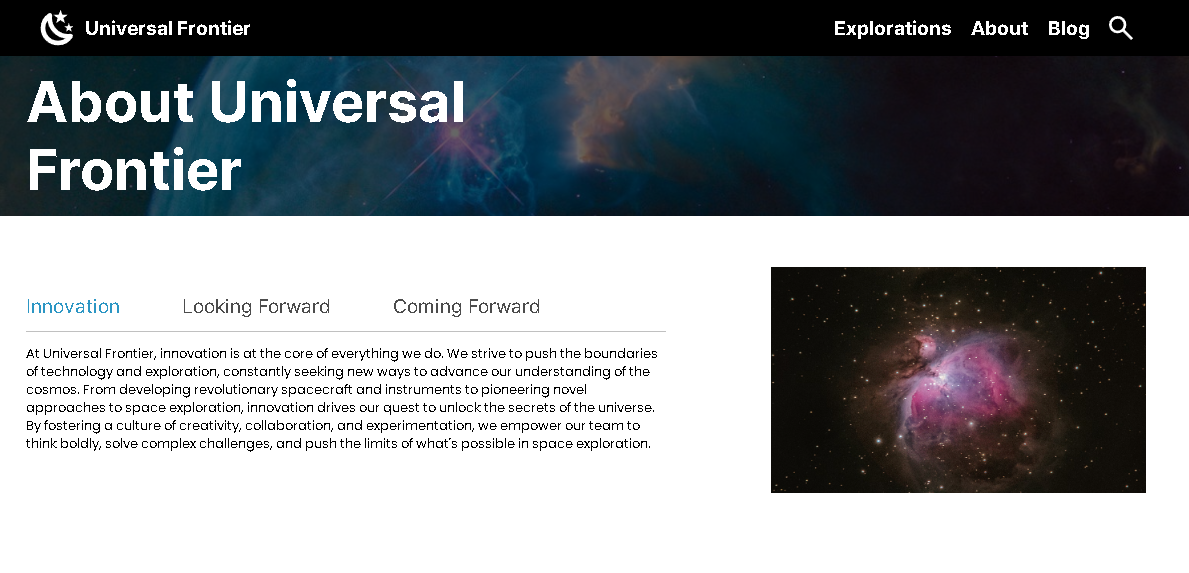 Universal Frontier
Explorations About Blog
About Universal
Frontier
Innovation Looking Forward Coming Forward
At Universal Frontier, innovation is at the core of everything we do. We strive to push the boundaries
of technology and exploration, constantly seeking new ways to advance our understanding of the
cosmos. From developing revolutionary spacecraft and instruments to pioneering novel
approaches to space exploration, innovation drives our quest to unlock the secrets of the universe.
By fostering a culture of creativity, collaboration, and experimentation, we empower our team to
think boldly, solve complex challenges, and push the limits of what's possible in space exploration.